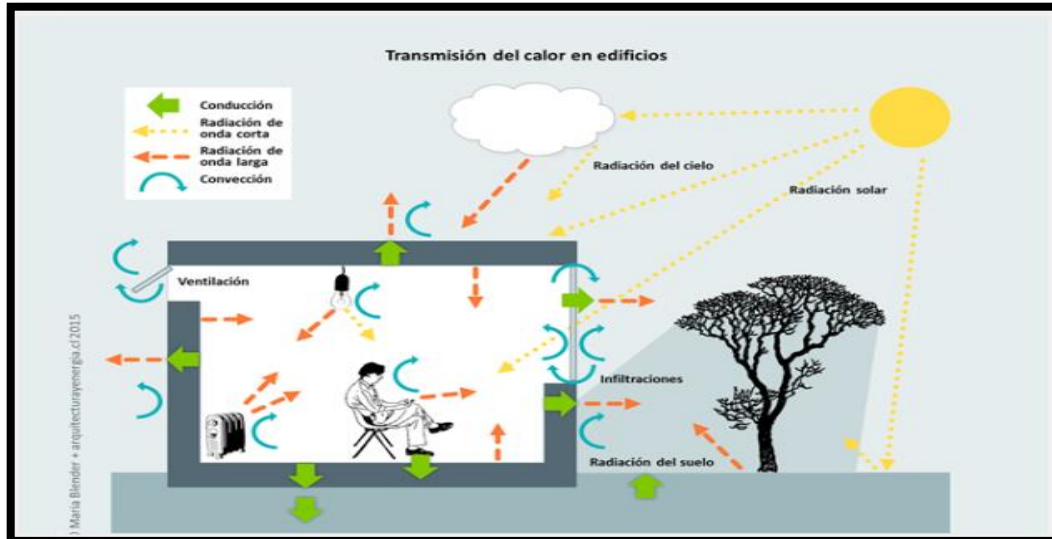 Transmisión del calor en edificios
Conducción
Radiación de
onda corta
Radiación de
onda larga
Convección
Radiación del cielo
Radiación solar
Ventilación
Infiltraciones
Radiación del suelo
) María Blender + arquitecturayenergia.cl 2015